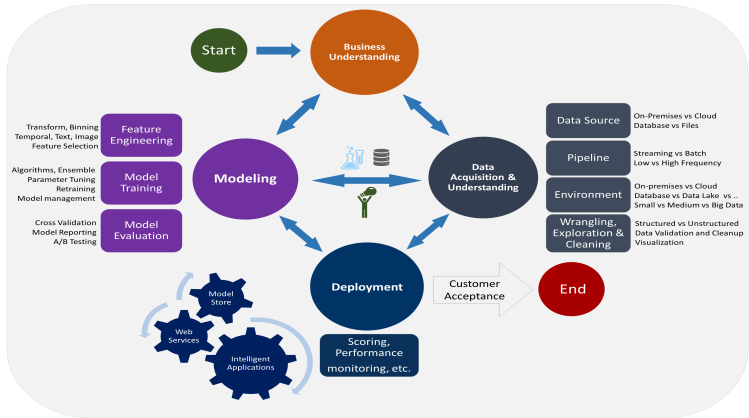 Start
Business
Understanding
Transform, Binning
Temporal, Text, Image
Feature Selection
Feature
Engineering
Algorithms, Ensemble
Parameter Tuning
Retraining
Model management
Model
Training
Cross Validation
Model Reporting
A/B Testing
Model
Evaluation
Modeling
Data
Acquisition &
Understanding
Data Source
On-Premises vs Cloud
Database vs Files
Pipeline
Streaming vs Batch
Low vs High Frequency
Environment
On-premises vs Cloud
Database vs Data Lake vs ..
Small vs Medium vs Big Data
Wrangling,
Exploration &
Cleaning
Structured vs Unstructured
Data Validation and Cleanup
Visualization
Deployment
Customer
Acceptance
End
Scoring,
Performance
monitoring, etc.
Model
Store
Web
Services
Intelligent
Applications